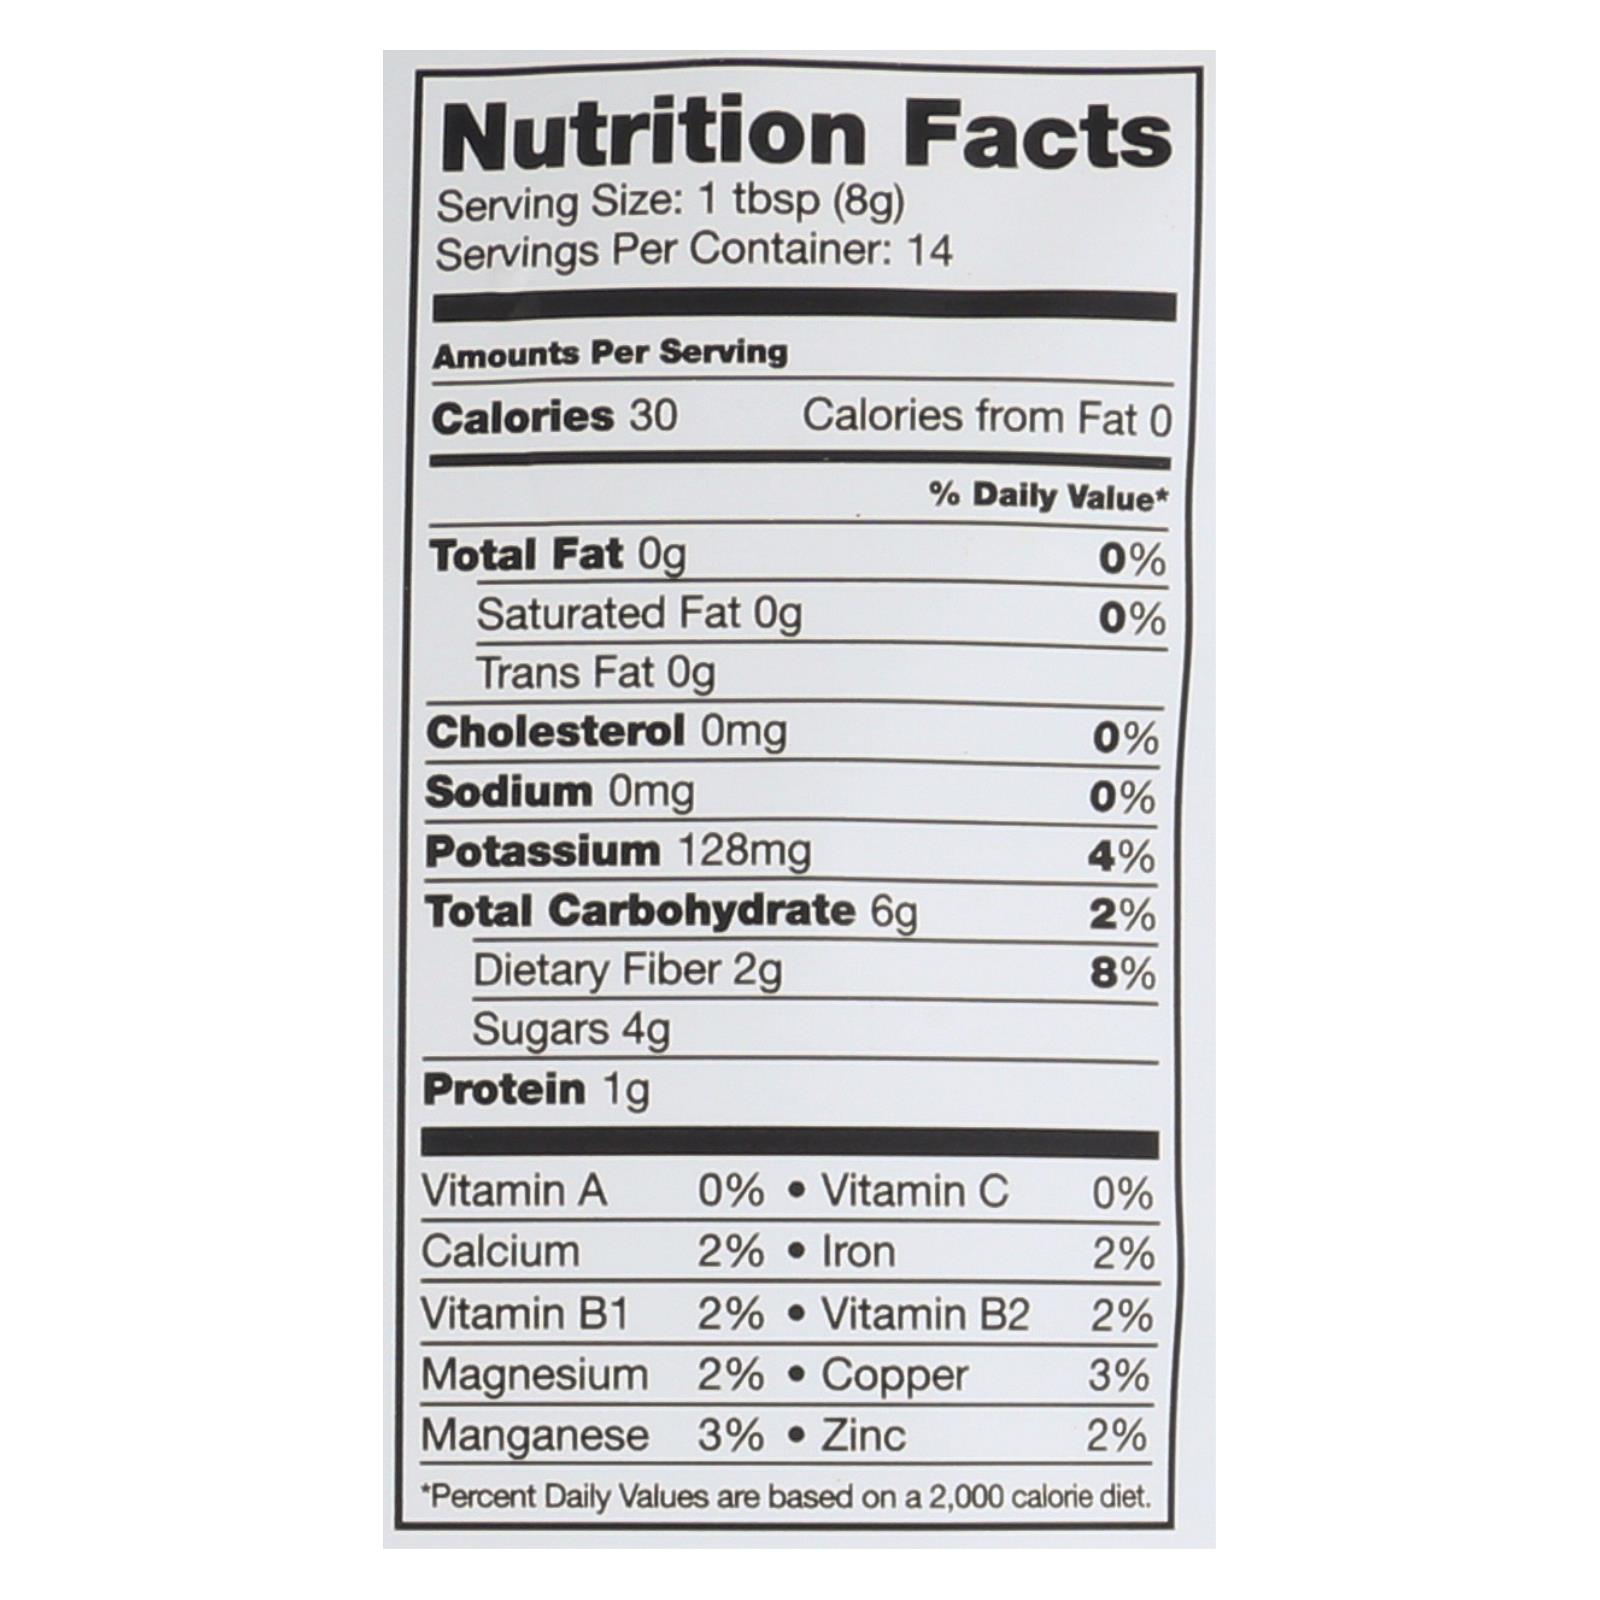 Nutrition Facts
Serving Size: 1 tbsp (8g)
Servings Per Container: 14
Amounts Per Serving
Calories 30 Calories from Fat 0
% Daily Value*
Total Fat 0g 0%
Saturated Fat 0g 0%
Trans Fat 0g
Cholesterol 0mg 0%
Sodium 0mg 0%
Potassium 128mg 4%
Total Carbohydrate 6g 2%
Dietary Fiber 2g 8%
Sugars 4g
Protein 1g
Vitamin A 0% • Vitamin C 0%
Calcium 2% • Iron 2%
Vitamin B1 2% • Vitamin B2 2%
Magnesium 2% • Copper 3%
Manganese 3% • Zinc 2%
*Percent Daily Values are based on a 2,000 calorie diet.